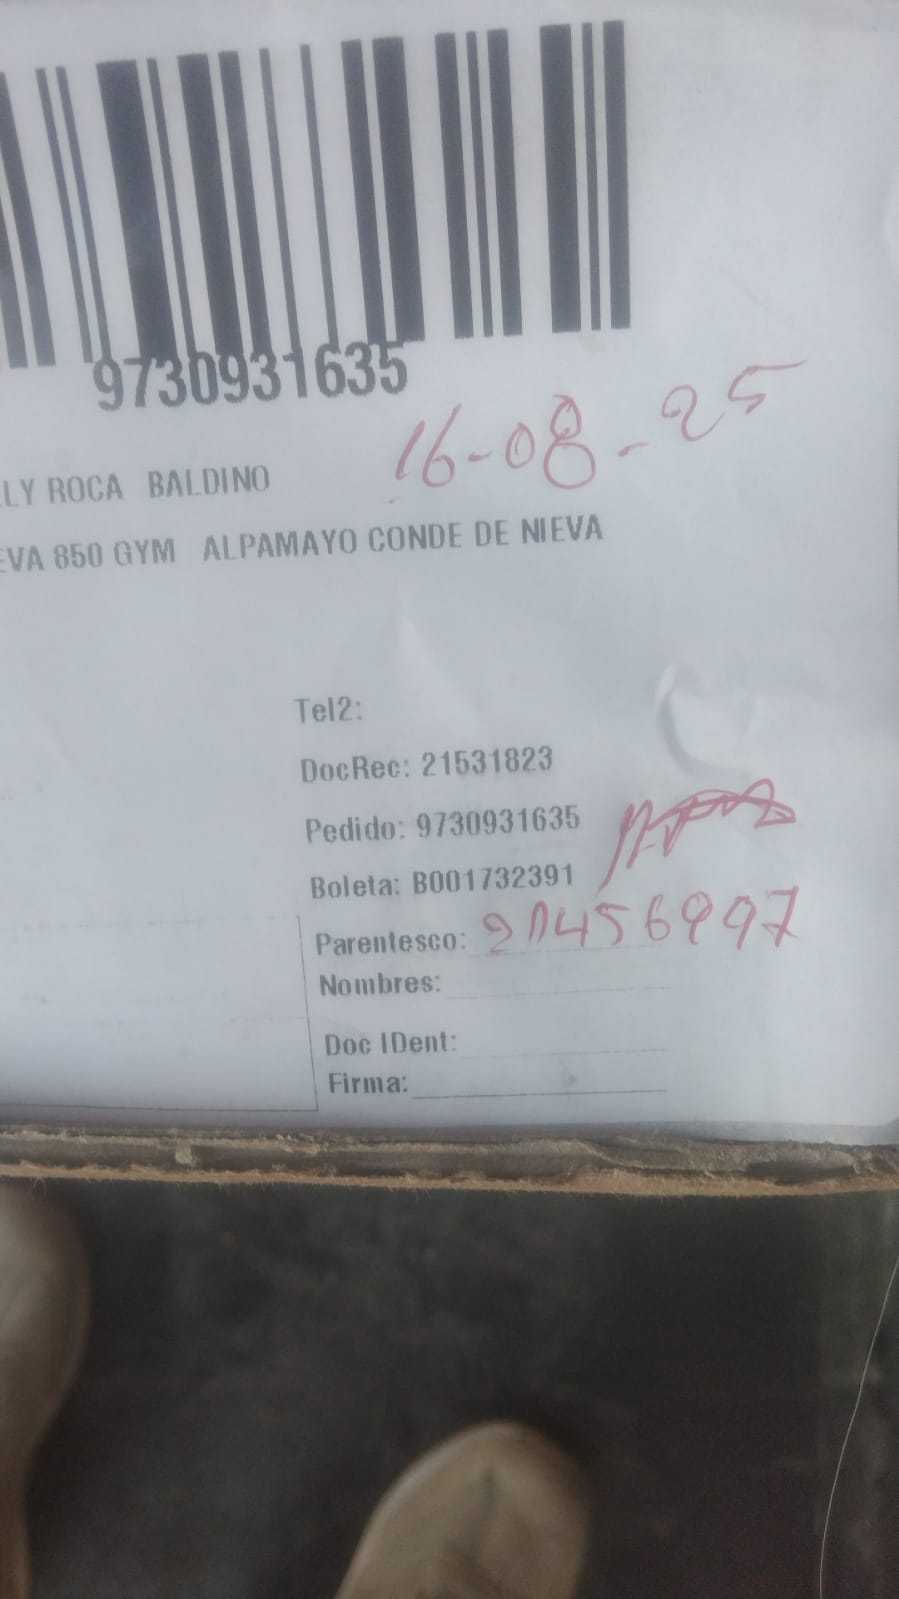 9730931635
16-08-25
LY ROCA BALDINO
EVA 850 GYM ALPAMAYO CONDE DE NIEVA
Tel2:
DocRec: 21531823
Pedido: 9730931635
Boleta: B001732391
Parentesco:
Nombres:
Doc IDent:
Firma: